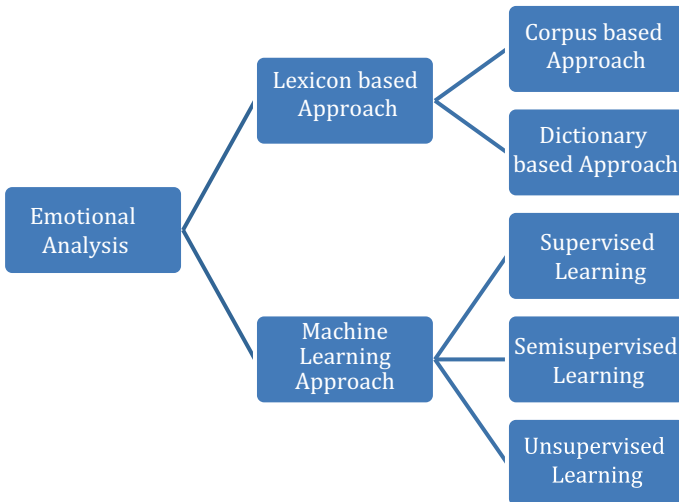 Emotional
Analysis
Lexicon based
Approach
Machine
Learning
Approach
Corpus based
Approach
Dictionary
based Approach
Supervised
Learning
Semisupervised
Learning
Unsupervised
Learning